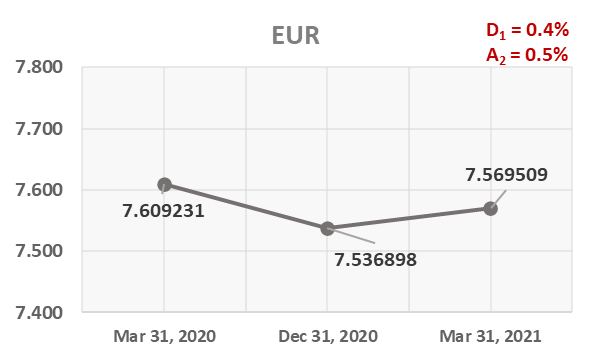 EUR
D₁ = 0.4%
A₂ = 0.5%
7.800
7.700
7.600
7.500
7.400
7.609231
7.536898
7.569509
Mar 31, 2020
Dec 31, 2020
Mar 31, 2021